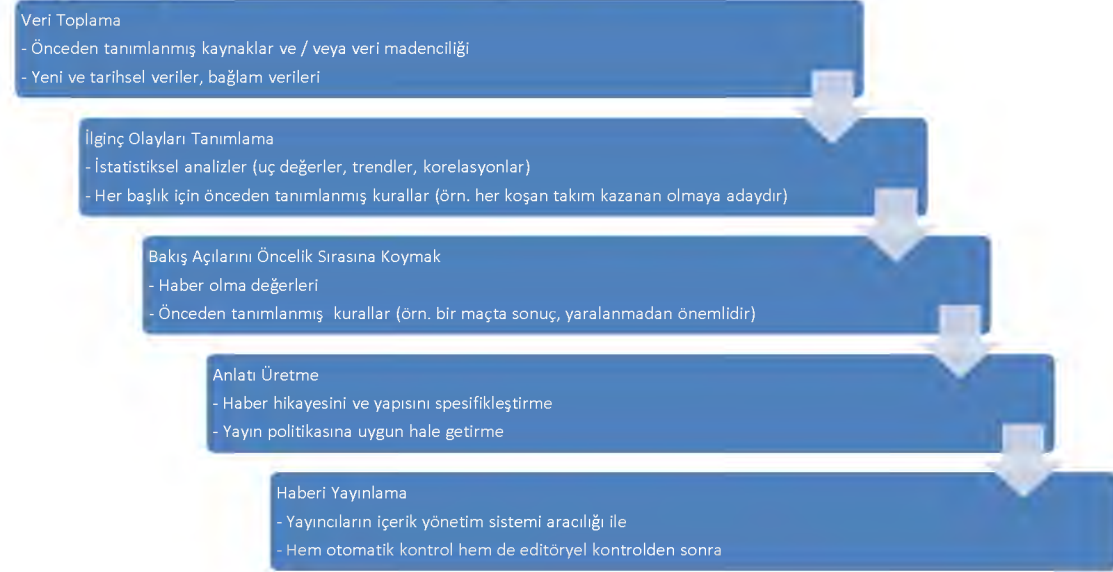 Veri Toplama
- Önceden tanımlanmış kaynaklar ve / veya veri madenciliği
- Yeni ve tarihsel veriler, bağlam verileri
İlginç Olayları Tanımlama
- İstatistiksel analizler (uç değerler, trendler, korelasyonlar)
- Her başlık için önceden tanımlanmış kurallar (örn. her koşan takım kazanan olmaya adaydır)
Bakış Açılarını Öncelik Sırasına Koymak
- Haber olma değerleri
- Önceden tanımlanmış kurallar (örn. bir maçta sonuç, yaralanmadan önemlidir)
Anlatı Üretme
- Haber hikayesini ve yapısını spesifikleştirme
- Yayın politikasına uygun hale getirme
Haberi Yayınlama
- Yayıncıların içerik yönetim sistemi aracılığı ile
- Hem otomatik kontrol hem de editöryel kontrolden sonra